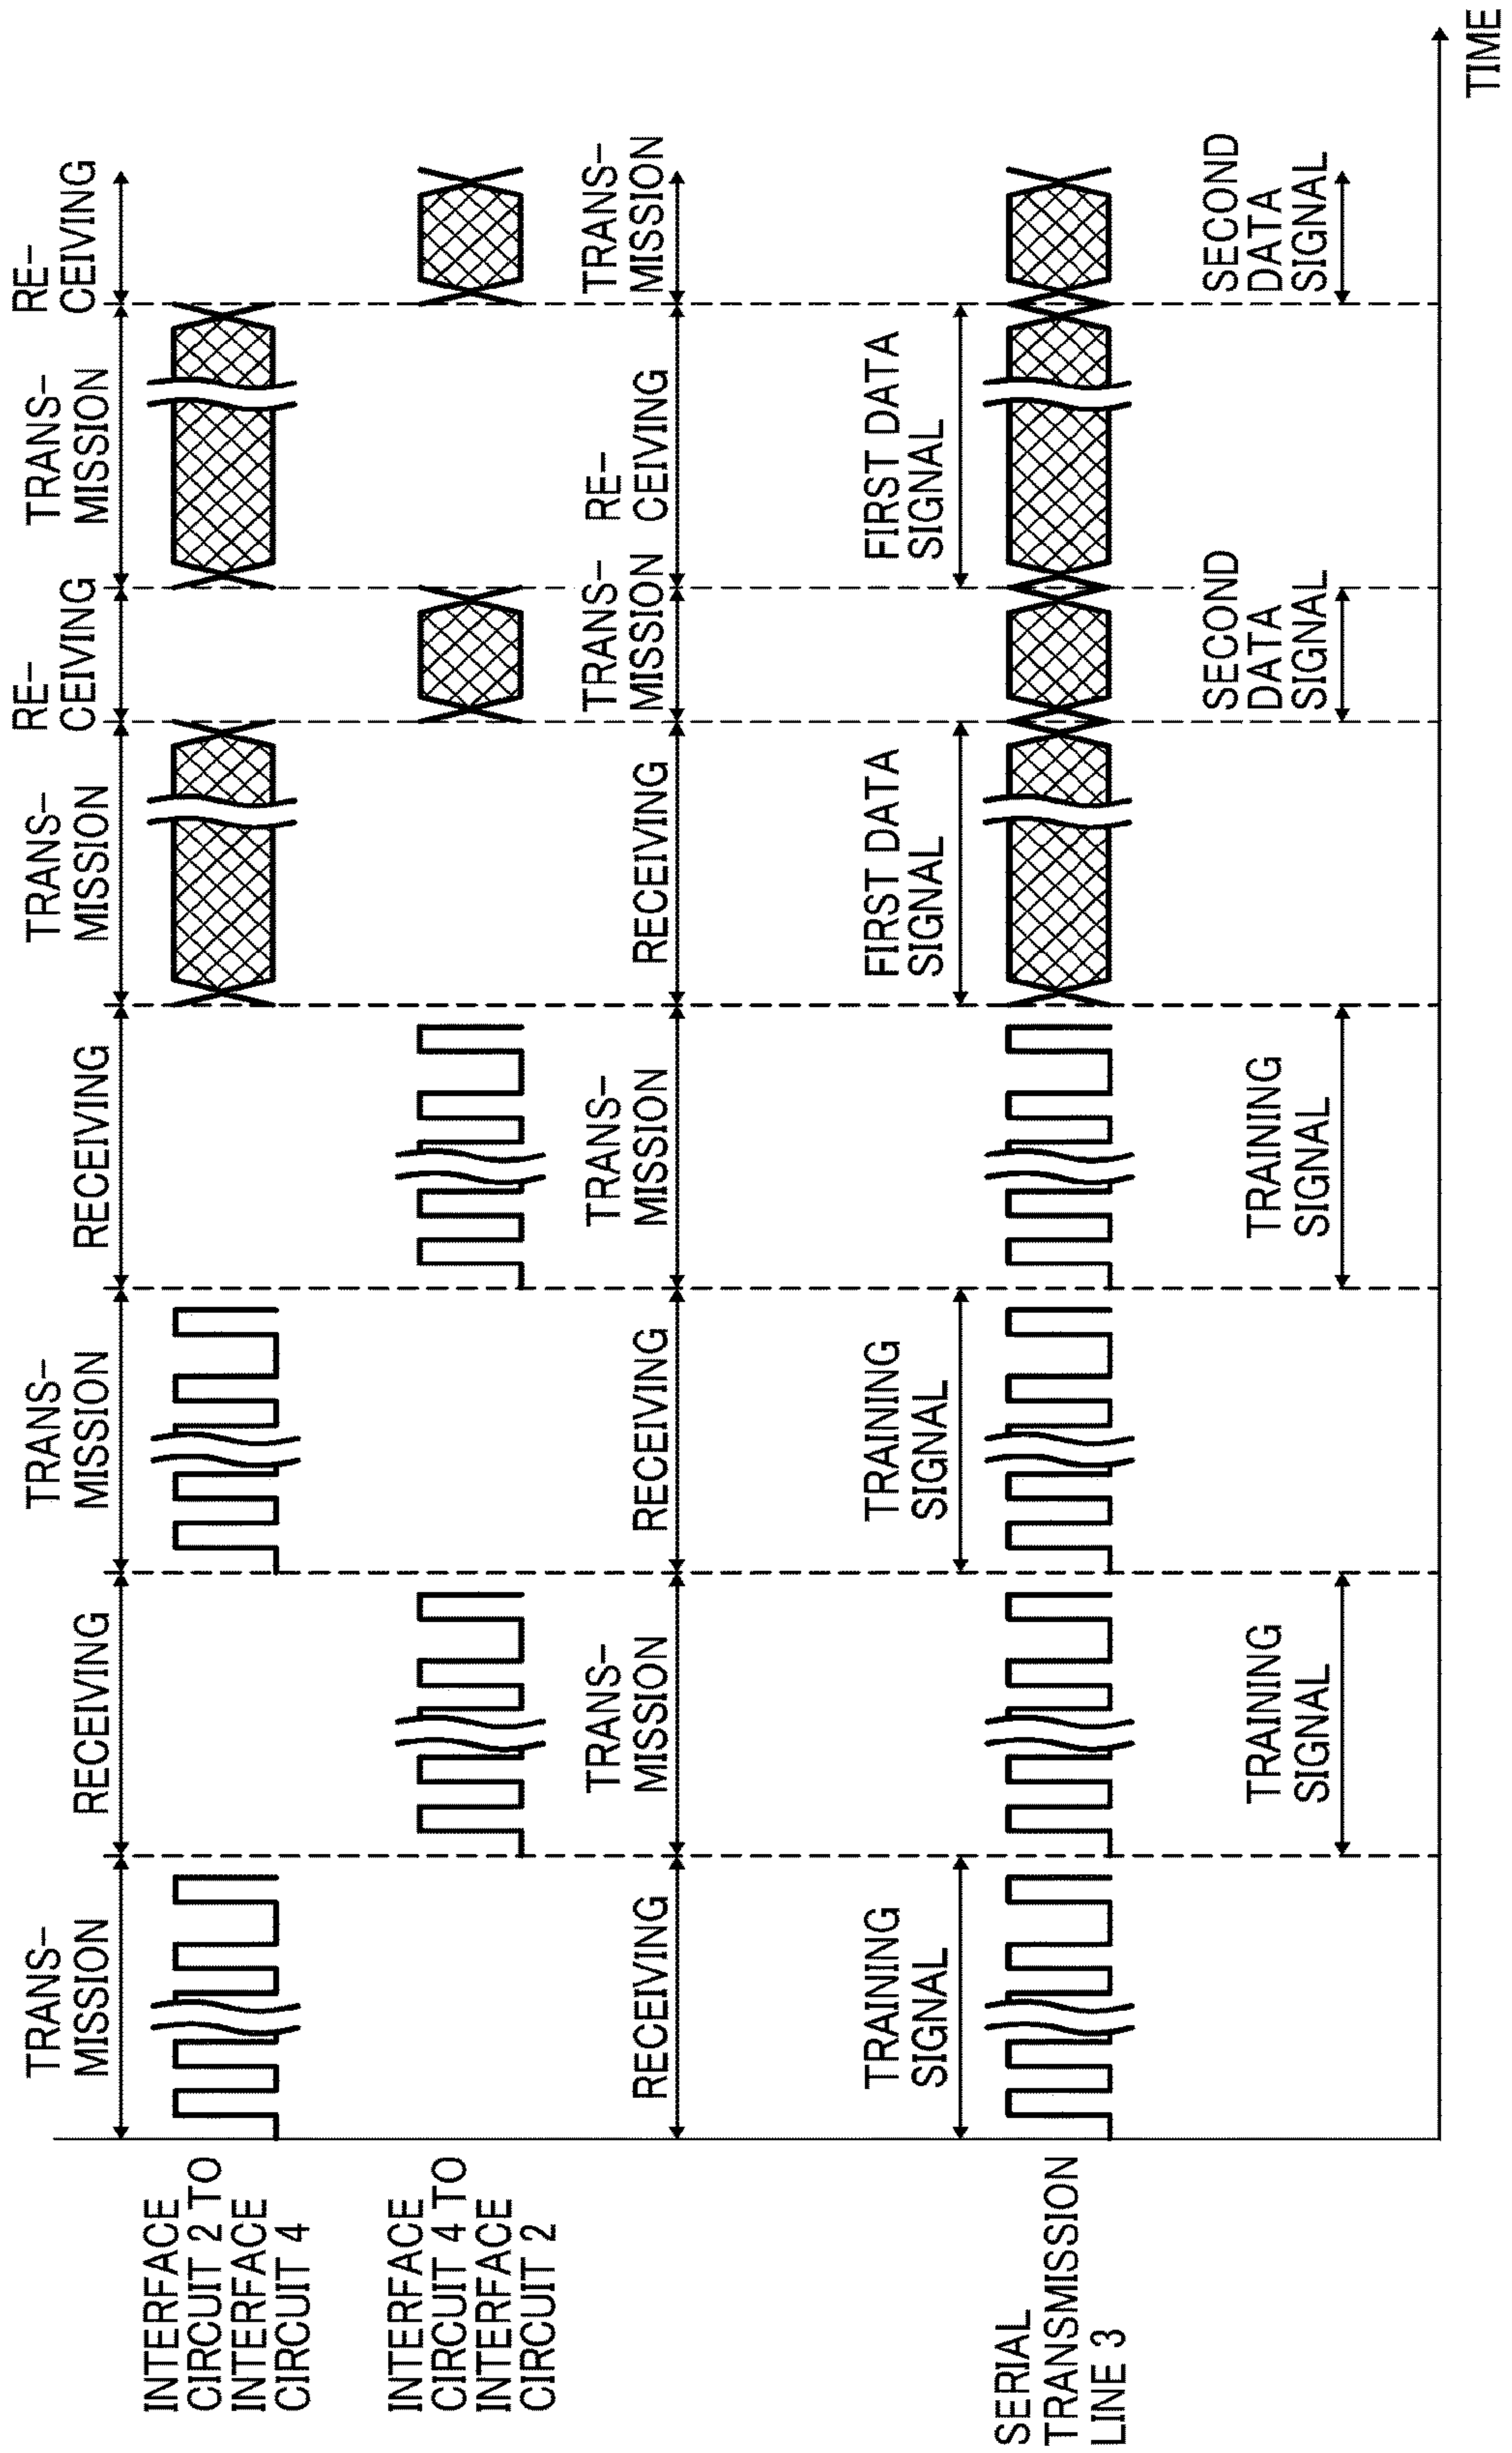 TRANS-
MISSION
RECEIVING
TRANS-
MISSION
RECEIVING
TRANS-
MISSION
RE-
CEIVING
TRANS-
MISSION
RE-
CEIVING
INTERFACE
CIRCUIT 2 TO
INTERFACE
CIRCUIT 4
INTERFACE
CIRCUIT 4 TO
INTERFACE
CIRCUIT 2
RECEIVING
TRANS-
MISSION
RECEIVING
TRANS-
MISSION
RECEIVING
TRANS-
MISSION
RE-
CEIVING
TRANS-
MISSION
TRAINING
SIGNAL
TRAINING
SIGNAL
FIRST DATA
SIGNAL
FIRST DATA
SIGNAL
SERIAL
TRANSMISSION
LINE 3
TRAINING
SIGNAL
TRAINING
SIGNAL
SECOND
DATA
SIGNAL
SECOND
DATA
SIGNAL
TIME